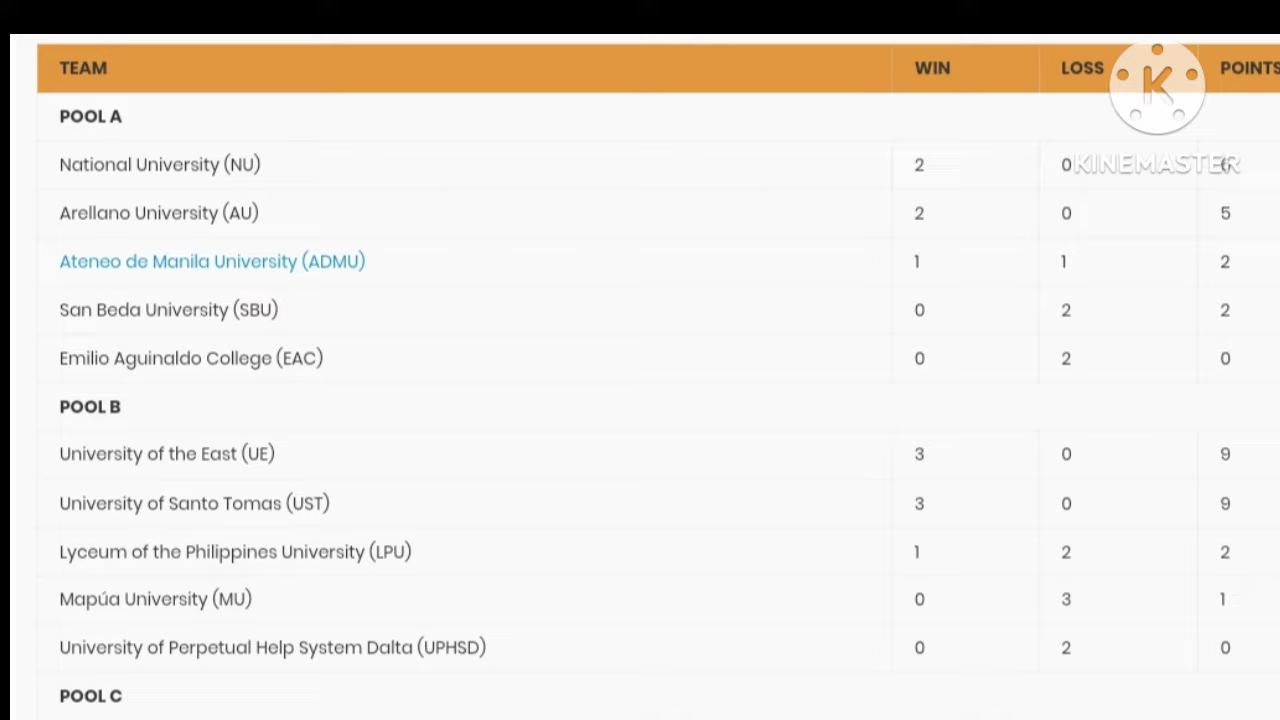 TEAM WIN LOSS POINTS
POOL A
National University (NU) 2 0 6
KINEMASTER
Arellano University (AU) 2 0 5
Ateneo de Manila University (ADMU) 1 1 2
San Beda University (SBU) 0 2 2
Emilio Aguinaldo College (EAC) 0 2 0
POOL B
University of the East (UE) 3 0 9
University of Santo Tomas (UST) 3 0 9
Lyceum of the Philippines University (LPU) 1 2 2
Mapúa University (MU) 0 3 1
University of Perpetual Help System Dalta (UPHSD) 0 2 0
POOL C